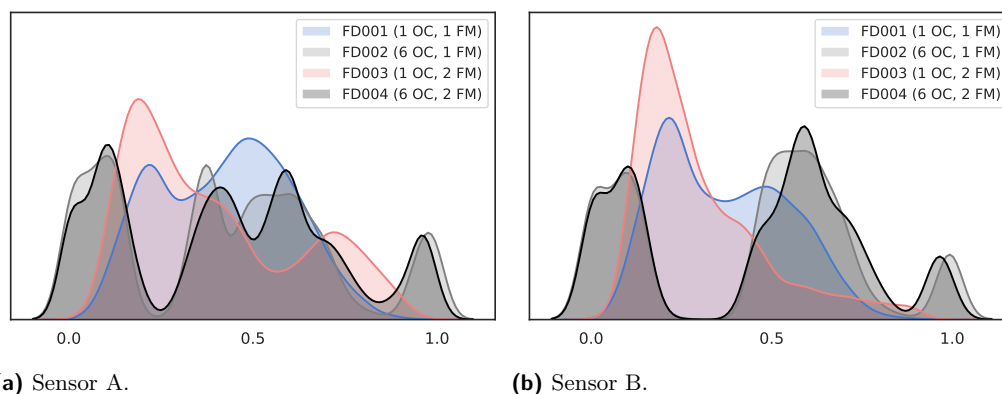 FD001 (1 OC, 1 FM)
FD002 (6 OC, 1 FM)
FD003 (1 OC, 2 FM)
FD004 (6 OC, 2 FM)
0.0 0.5 1.0
a) Sensor A.
FD001 (1 OC, 1 FM)
FD002 (6 OC, 1 FM)
FD003 (1 OC, 2 FM)
FD004 (6 OC, 2 FM)
0.0 0.5 1.0
(b) Sensor B.